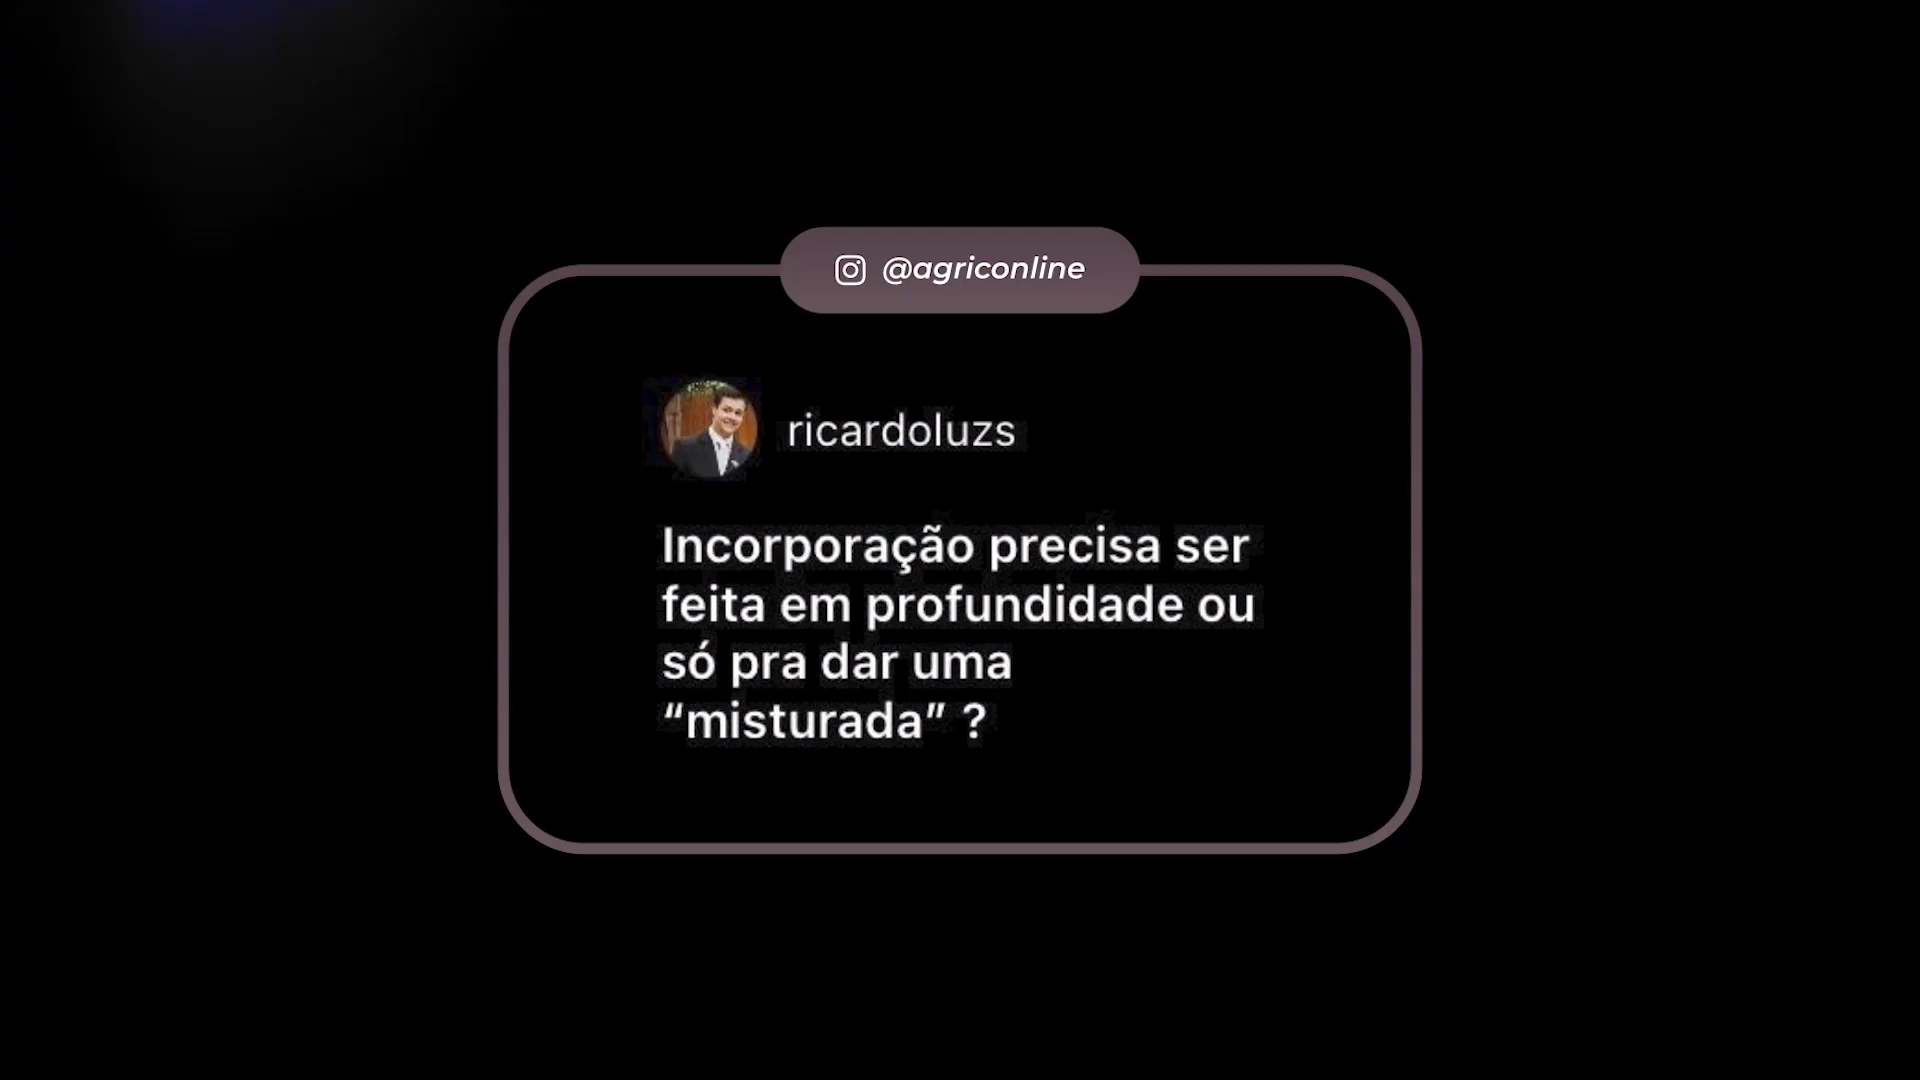 @agriconline
ricardoluzs
Incorporação precisa ser
feita em profundidade ou
só pra dar uma
“misturada” ?